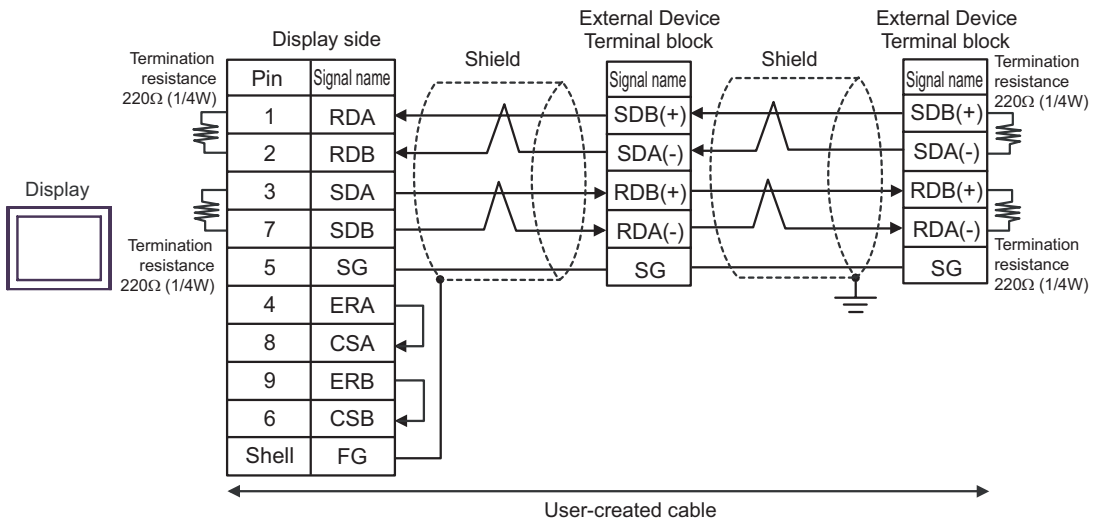 External Device
Terminal block
External Device
Terminal block
Display side
Shield
Shield
Termination
resistance
220Ω (1/4W)
Termination
resistance
220Ω (1/4W)
Pin Signal name
Signal name
Signal name
1 RDA
SDB(+)
SDB(+)
2 RDB
SDA(-)
SDA(-)
Display
3 SDA
RDB(+)
RDB(+)
7 SDB
RDA(-)
RDA(-)
Termination
resistance
220Ω (1/4W)
Termination
resistance
220Ω (1/4W)
5 SG
SG
SG
4 ERA
8 CSA
9 ERB
6 CSB
Shell FG
User-created cable